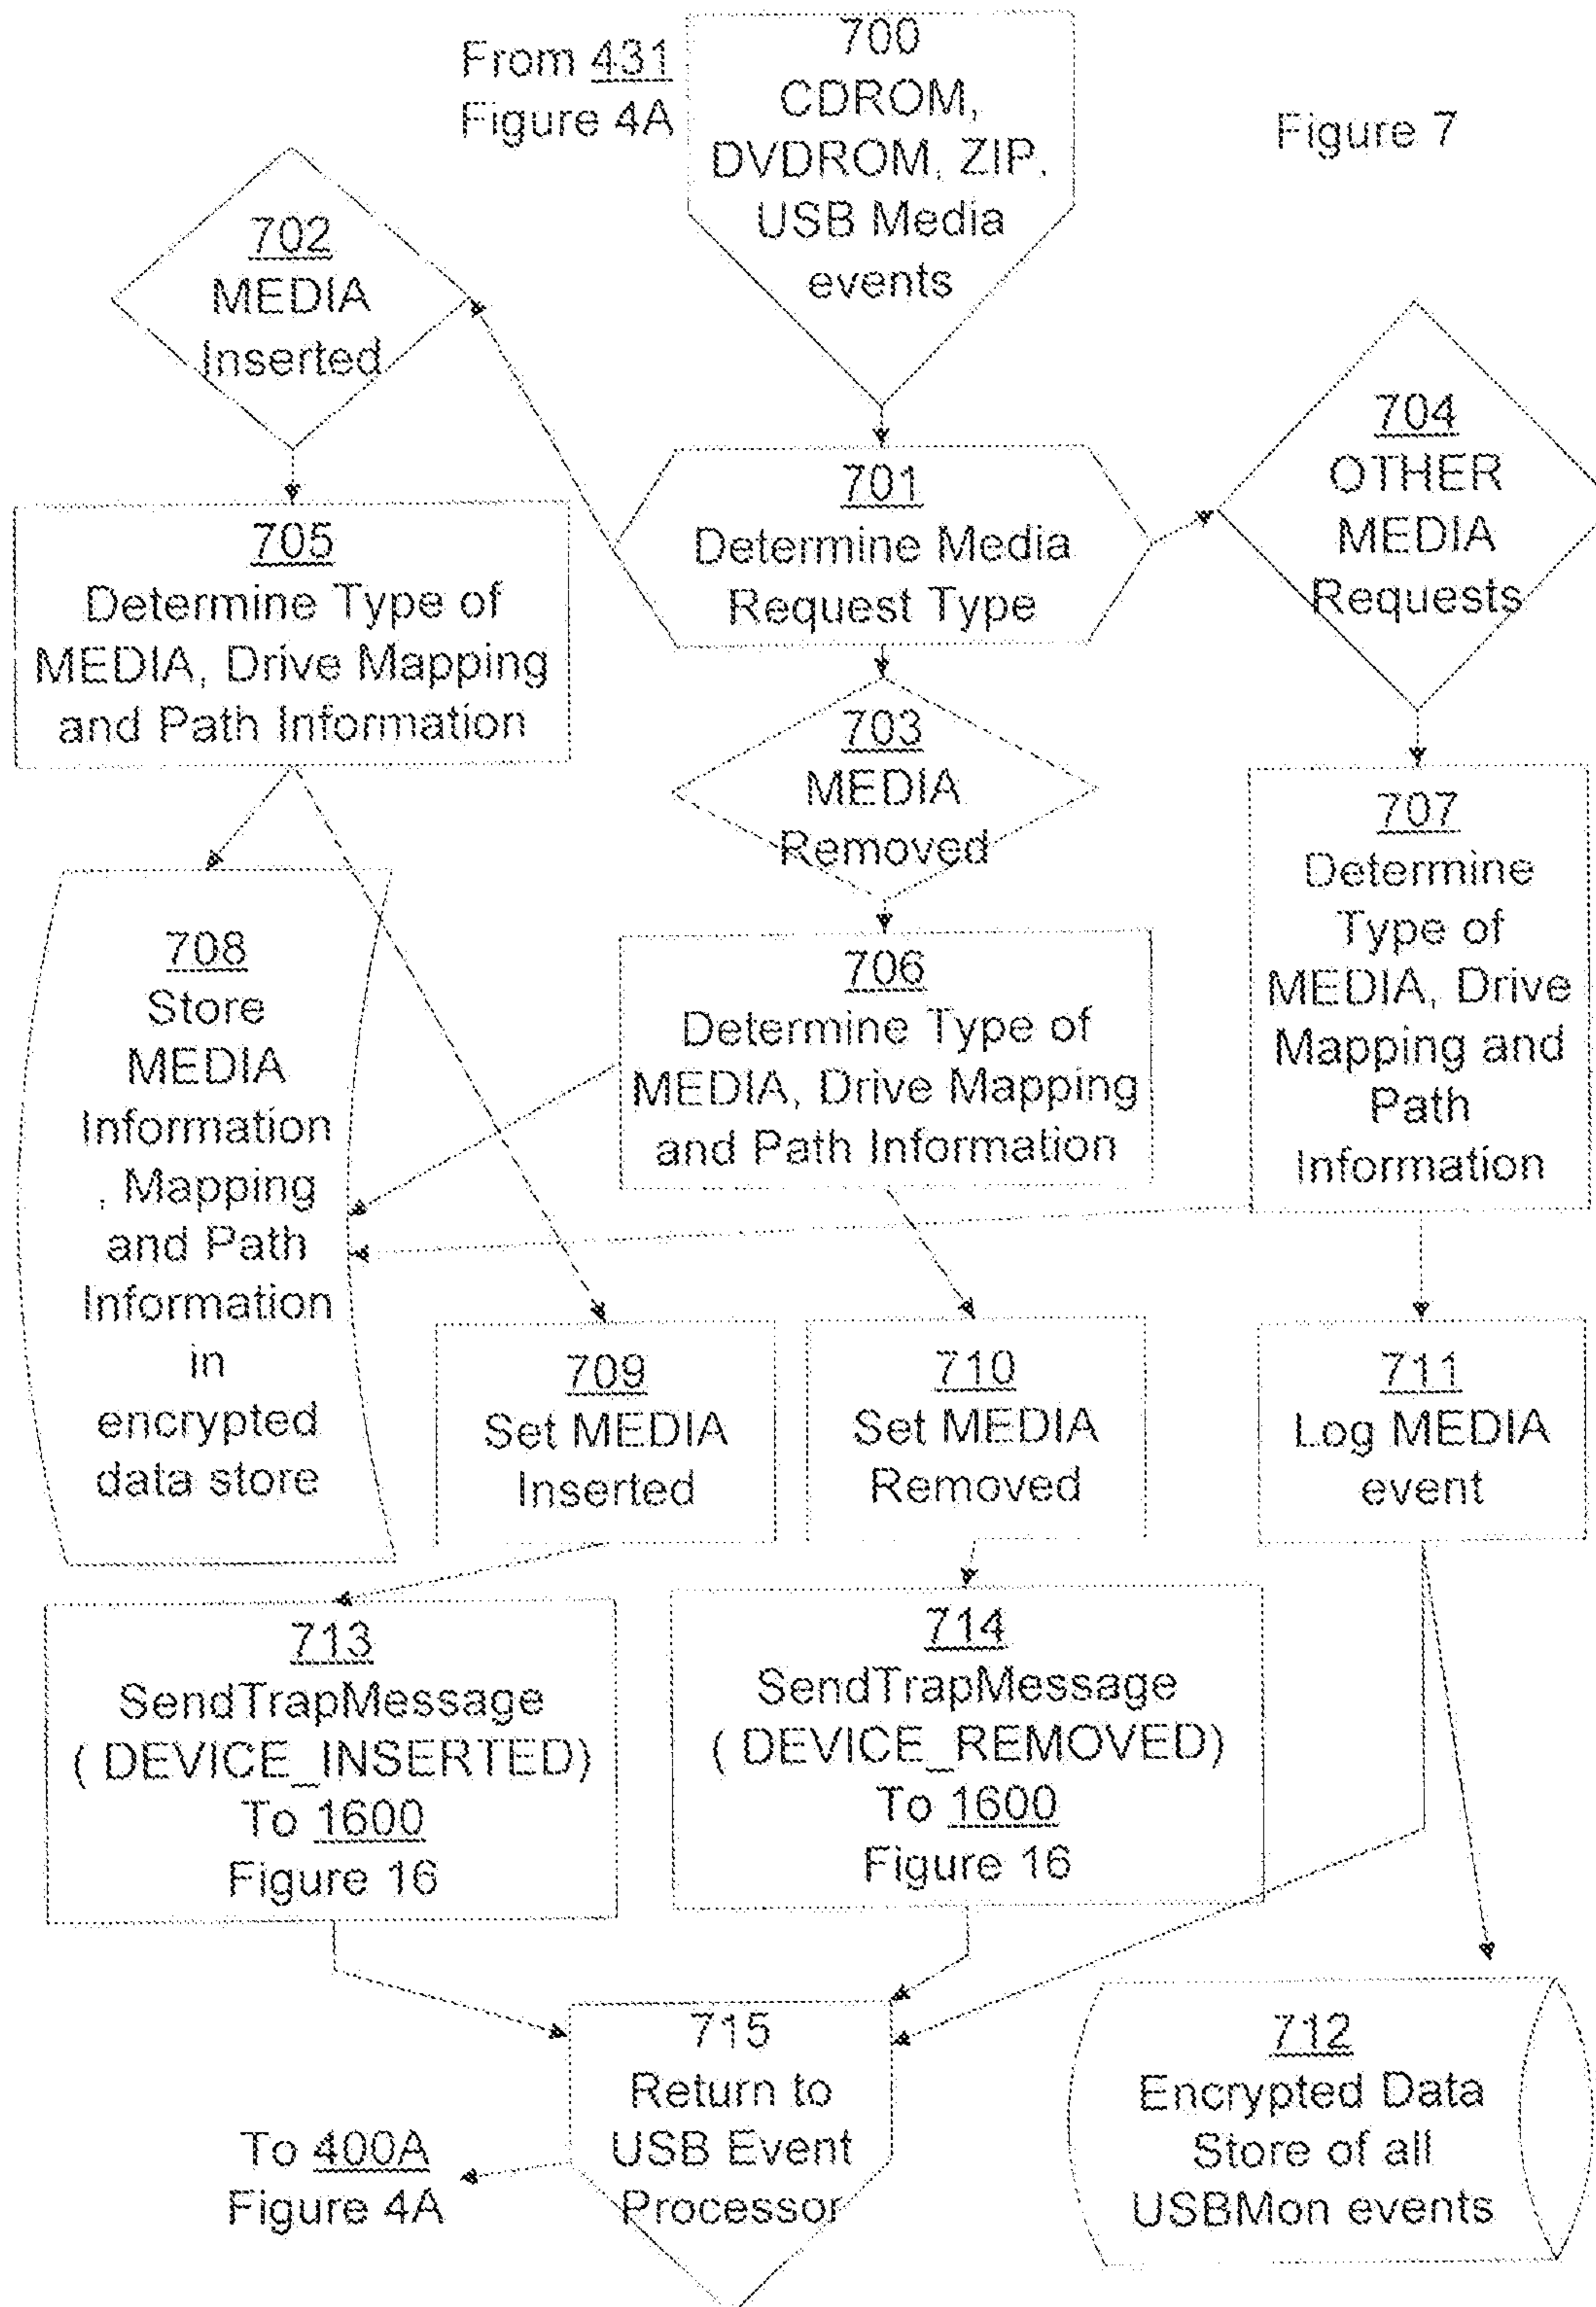 From 431
Figure 4A
700
CDROM,
DVDROM, ZIP,
USB Media
events
Figure 7
702
MEDIA
Inserted
701
Determine Media
Request Type
704
OTHER
MEDIA
Requests
705
Determine Type of
MEDIA, Drive Mapping
and Path Information
703
MEDIA
Removed
707
Determine
Type of
MEDIA, Drive
Mapping and
Path
Information
708
Store
MEDIA
Information
, Mapping
and Path
Information
in
encrypted
data store
706
Determine Type of
MEDIA, Drive Mapping
and Path Information
709
Set MEDIA
Inserted
710
Set MEDIA
Removed
711
Log MEDIA
event
713
SendTrapMessage
( DEVICE_INSERTED)
To 1600
Figure 16
714
SendTrapMessage
( DEVICE_REMOVED)
To 1600
Figure 16
715
Return to
USB Event
Processor
To 400A
Figure 4A
712
Encrypted Data
Store of all
USBMon events